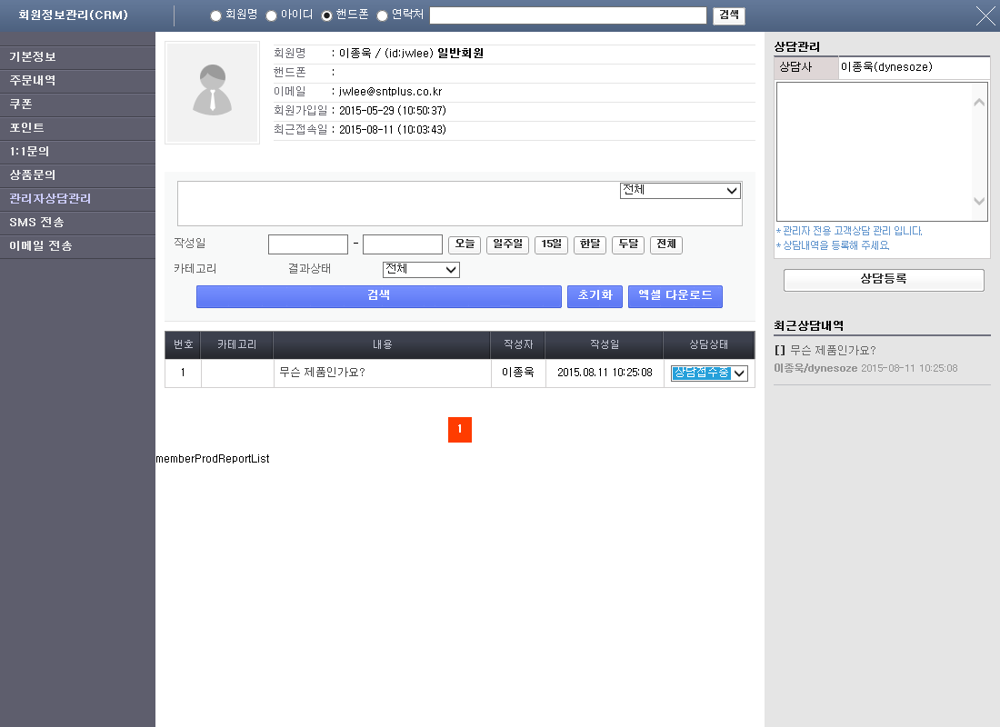 회원정보관리(CRM)
회원명 아이디 핸드폰 연락처 검색
기본정보
주문내역
쿠폰
포인트
1:1문의
상품문의
관리자상담관리
SMS 전송
이메일 전송
회원명 : 이종욱 / (id:jwlee) 일반회원
핸드폰 :
이메일 : jwlee@sntplus.co.kr
회원가입일 : 2015-05-29 (10:50:37)
최근접속일 : 2015-08-11 (10:03:43)
전체
작성일 - 오늘 일주일 15일 한달 두달 전체
카테고리 결과상태 전체
검색 초기화 엑셀 다운로드
번호 카테고리 내용 작성자 작성일 상담상태
1 무슨 제품인가요? 이종욱 2015.08.11 10:25:08 상담접수중
1
memberProdReportList
상담관리
상담사 이종욱(dynesoze)
* 관리자 전용 고객상담 관리 입니다.
* 상담내역을 등록해 주세요.
상담등록
최근상담내역
[] 무슨 제품인가요?
이종욱/dynesoze 2015-08-11 10:25:08